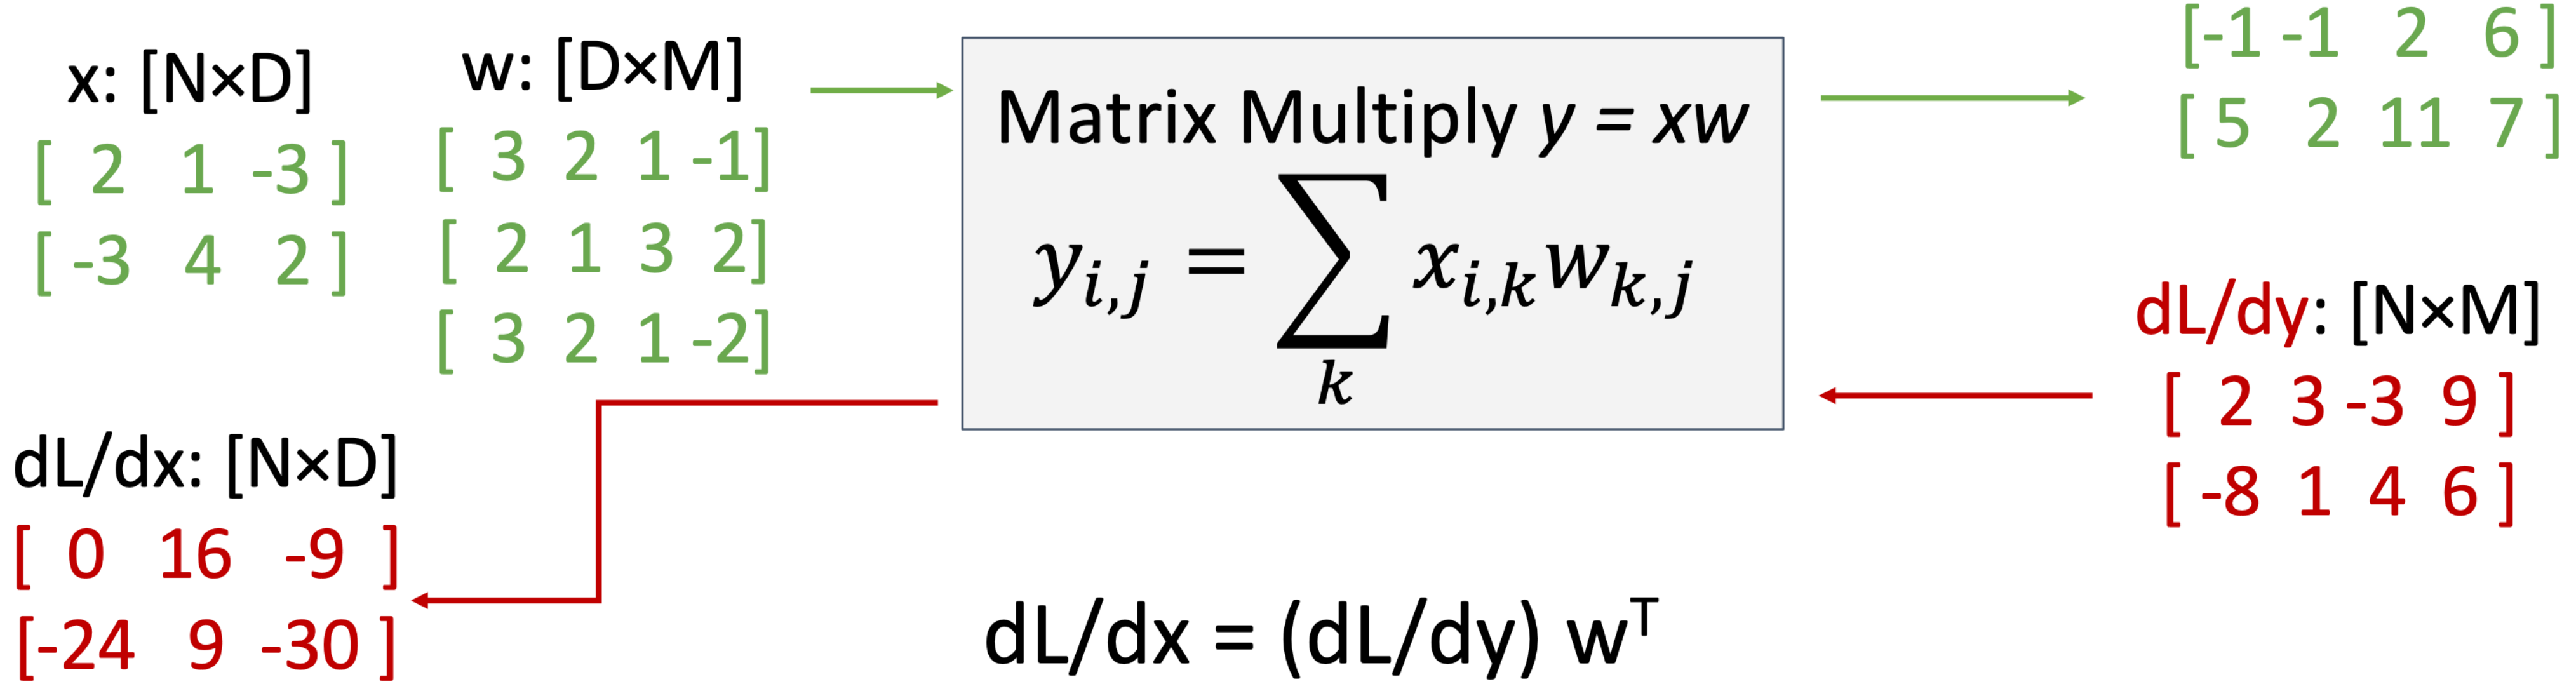 x: [N×D]
[ 2 1 -3 ]
[ -3 4 2 ]
w: [D×M]
[ 3 2 1 -1]
[ 2 1 3 2]
[ 3 2 1 -2]
Matrix Multiply y = xw
y_{i,j} = ∑_k x_{i,k} w_{k,j}
[-1 -1 2 6 ]
[ 5 2 11 7 ]
dL/dy: [N×M]
[ 2 3 -3 9 ]
[ -8 1 4 6 ]
dL/dx: [N×D]
[ 0 16 -9 ]
[-24 9 -30 ]
dL/dx = (dL/dy) wᵀ